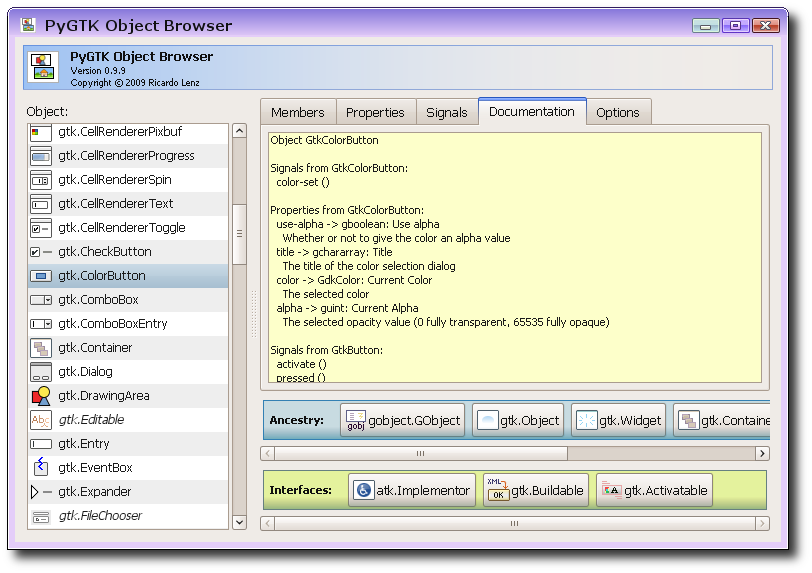 PyGTK Object Browser
PyGTK Object Browser
Version 0.9.9
Copyright © 2009 Ricardo Lenz
Object:
gtk.CellRendererPixbuf
gtk.CellRendererProgress
gtk.CellRendererSpin
gtk.CellRendererText
gtk.CellRendererToggle
gtk.CheckButton
gtk.ColorButton
gtk.ComboBox
gtk.ComboBoxEntry
gtk.Container
gtk.Dialog
gtk.DrawingArea
gtk.Editable
gtk.Entry
gtk.EventBox
gtk.Expander
gtk.FileChooser
Members Properties Signals Documentation Options
Object GtkColorButton
Signals from GtkColorButton:
color-set ()
Properties from GtkColorButton:
use-alpha -> gboolean: Use alpha
Whether or not to give the color an alpha value
title -> gchararray: Title
The title of the color selection dialog
color -> GdkColor: Current Color
The selected color
alpha -> guint: Current Alpha
The selected opacity value (0 fully transparent, 65535 fully opaque)
Signals from GtkButton:
activate ()
pressed ()
Ancestry: gobj gobject.GObject gtk.Object gtk.Widget gtk.Containe
Interfaces: atk.Implementor XML OK gtk.Buildable gtk.Activatable